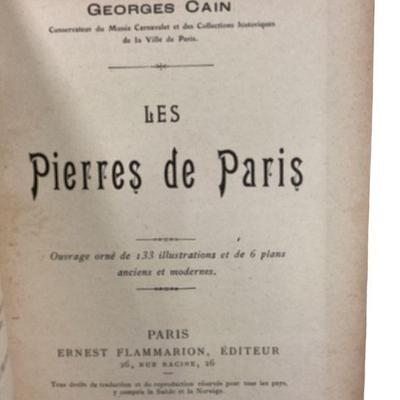 GEORGES CAIN
Conservateur du Musée Carnavalet et des Collections historiques
de la Ville de Paris.
LES
Pierres de Paris
Ouvrage orné de 133 illustrations et de 6 plans
anciens et modernes.
PARIS
ERNEST FLAMMARION, ÉDITEUR
26, RUE RACINE, 26
Tous droits de traduction et de reproduction réservés pour tous les pays,
y compris la Suède et la Norvège.